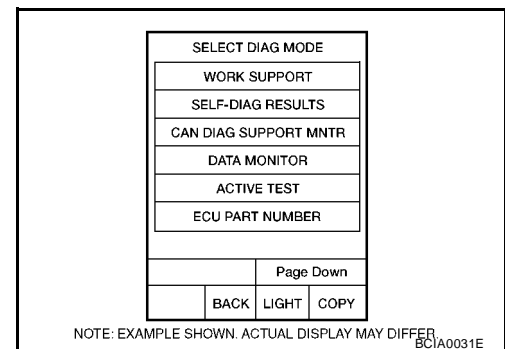 SELECT DIAG MODE
WORK SUPPORT
SELF-DIAG RESULTS
CAN DIAG SUPPORT MNTR
DATA MONITOR
ACTIVE TEST
ECU PART NUMBER
Page Down
BACK LIGHT COPY
NOTE: EXAMPLE SHOWN. ACTUAL DISPLAY MAY DIFFER.
BCIA0031E